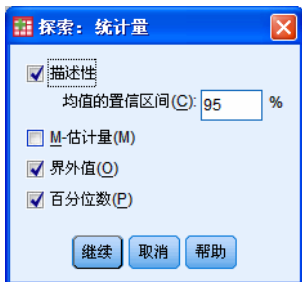 探索：统计量
描述性
均值的置信区间(C): 95 %
M-估计量(M)
界外值(O)
百分位数(P)
继续 取消 帮助